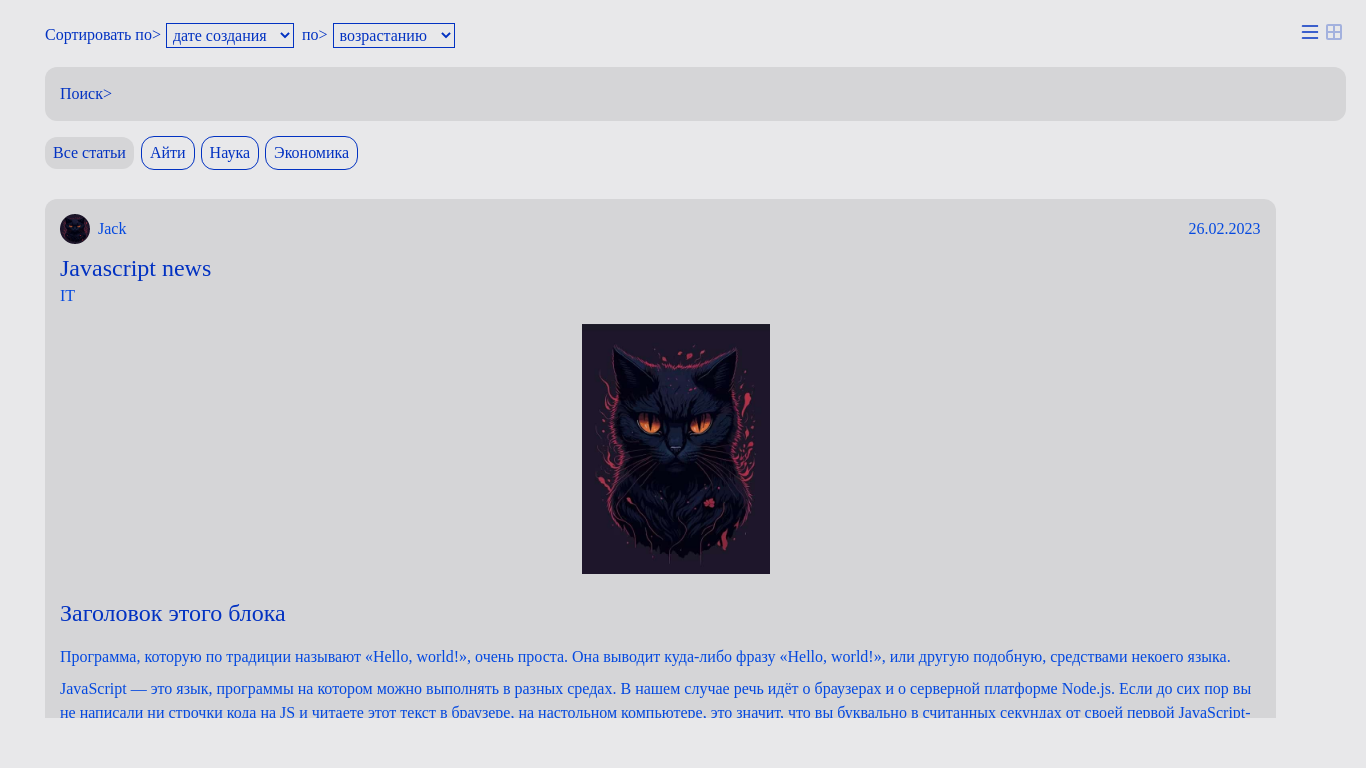 Сортировать по> дате создания по> возрастанию
Поиск>
Все статьи Айти Наука Экономика
Jack 26.02.2023
Javascript news
IT
Заголовок этого блока
Программа, которую по традиции называют «Hello, world!», очень проста. Она выводит куда-либо фразу «Hello, world!», или другую подобную, средствами некоего языка.
JavaScript — это язык, программы на котором можно выполнять в разных средах. В нашем случае речь идёт о браузерах и о серверной платформе Node.js. Если до сих пор вы
не написали ни строчки кода на JS и читаете этот текст в браузере, на настольном компьютере, это значит, что вы буквально в считанных секундах от своей первой JavaScript-